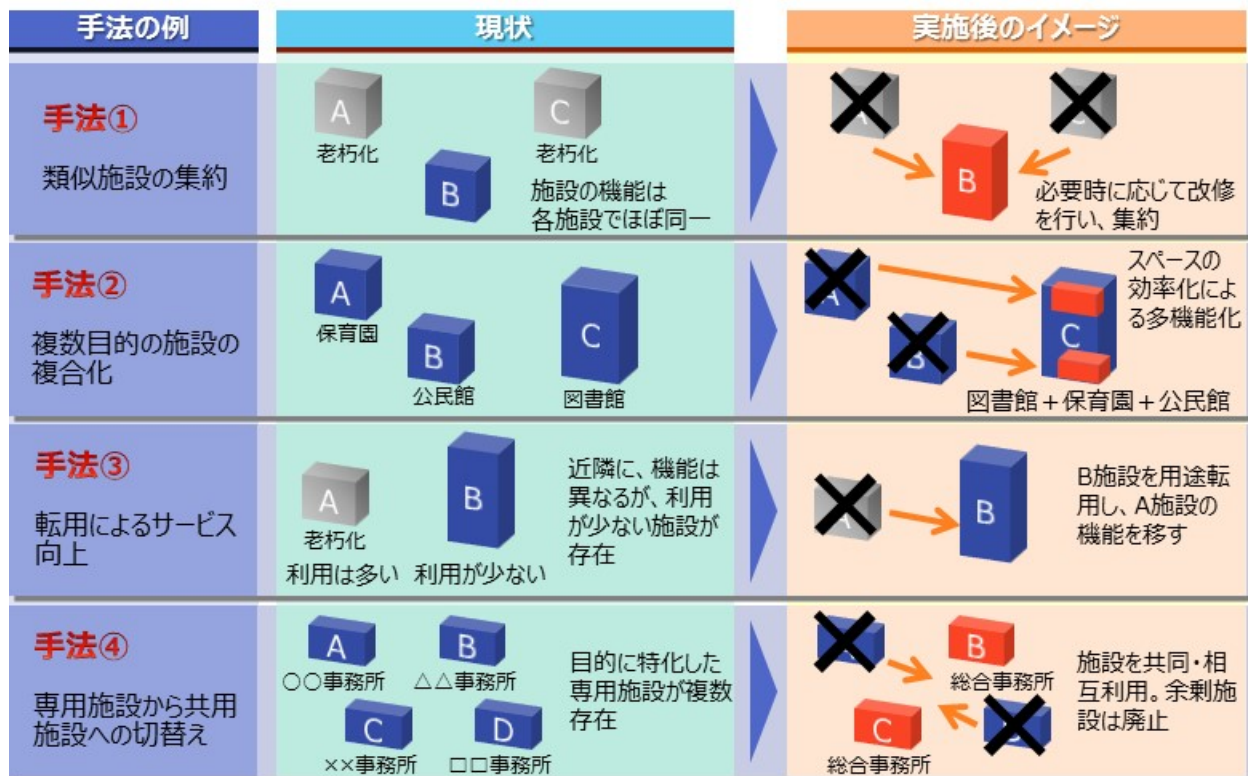 手法の例
現状
実施後のイメージ
手法①
類似施設の集約
A
老朽化
C
老朽化
B
施設の機能は
各施設でほぼ同一
B
必要時に応じて改修
を行い、集約
手法②
複数目的の施設の
複合化
A
保育園
B
公民館
C
図書館
A
B
C
スペースの
効率化によ
る多機能化
図書館+保育園+公民館
手法③
転用によるサービス
向上
A
老朽化
利用は多い
B
利用が少ない
近隣に、機能は
異なるが、利用
が少ない施設が
存在
A
B
B施設を用途転
用し、A施設の
機能を移す
手法④
専用施設から共用
施設への切替え
A
○○事務所
B
△△事務所
C
××事務所
D
□□事務所
目的に特化した
専用施設が複数
存在
B
総合事務所
C
総合事務所
施設を共同・相
互利用。余剰施
設は廃止